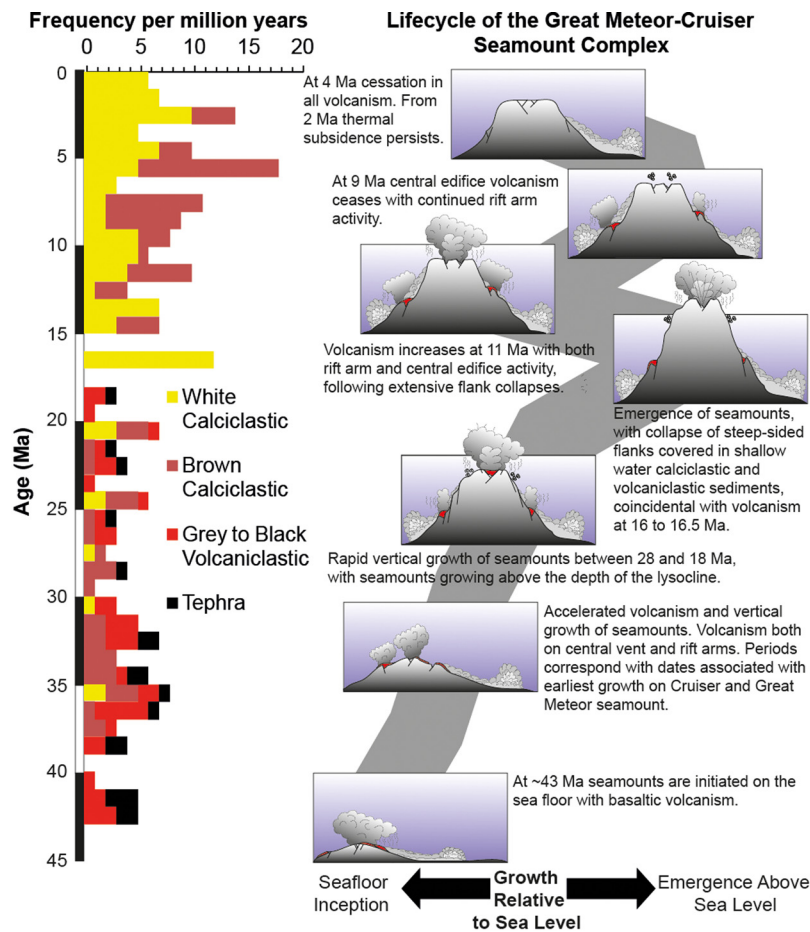 Frequency per million years
0 5 10 15 20
Age (Ma)
0
5
10
15
20
25
30
35
40
45
White
Calciclastic
Brown
Calciclastic
Grey to Black
Volcaniclastic
Tephra
Lifecycle of the Great Meteor-Cruiser
Seamount Complex
At 4 Ma cessation in
all volcanism. From
2 Ma thermal
subsidence persists.
At 9 Ma central edifice volcanism
ceases with continued rift arm
activity.
Volcanism increases at 11 Ma with both
rift arm and central edifice activity,
following extensive flank collapses.
Emergence of seamounts,
with collapse of steep-sided
flanks covered in shallow
water calciclastic and
volcaniclastic sediments,
coincidental with volcanism
at 16 to 16.5 Ma.
Rapid vertical growth of seamounts between 28 and 18 Ma,
with seamounts growing above the depth of the lysocline.
Accelerated volcanism and vertical
growth of seamounts. Volcanism both
on central vent and rift arms. Periods
correspond with dates associated with
earliest growth on Cruiser and Great
Meteor seamount.
At ~43 Ma seamounts are initiated on the
sea floor with basaltic volcanism.
Seafloor
Inception
Growth
Relative
to Sea Level
Emergence Above
Sea Level